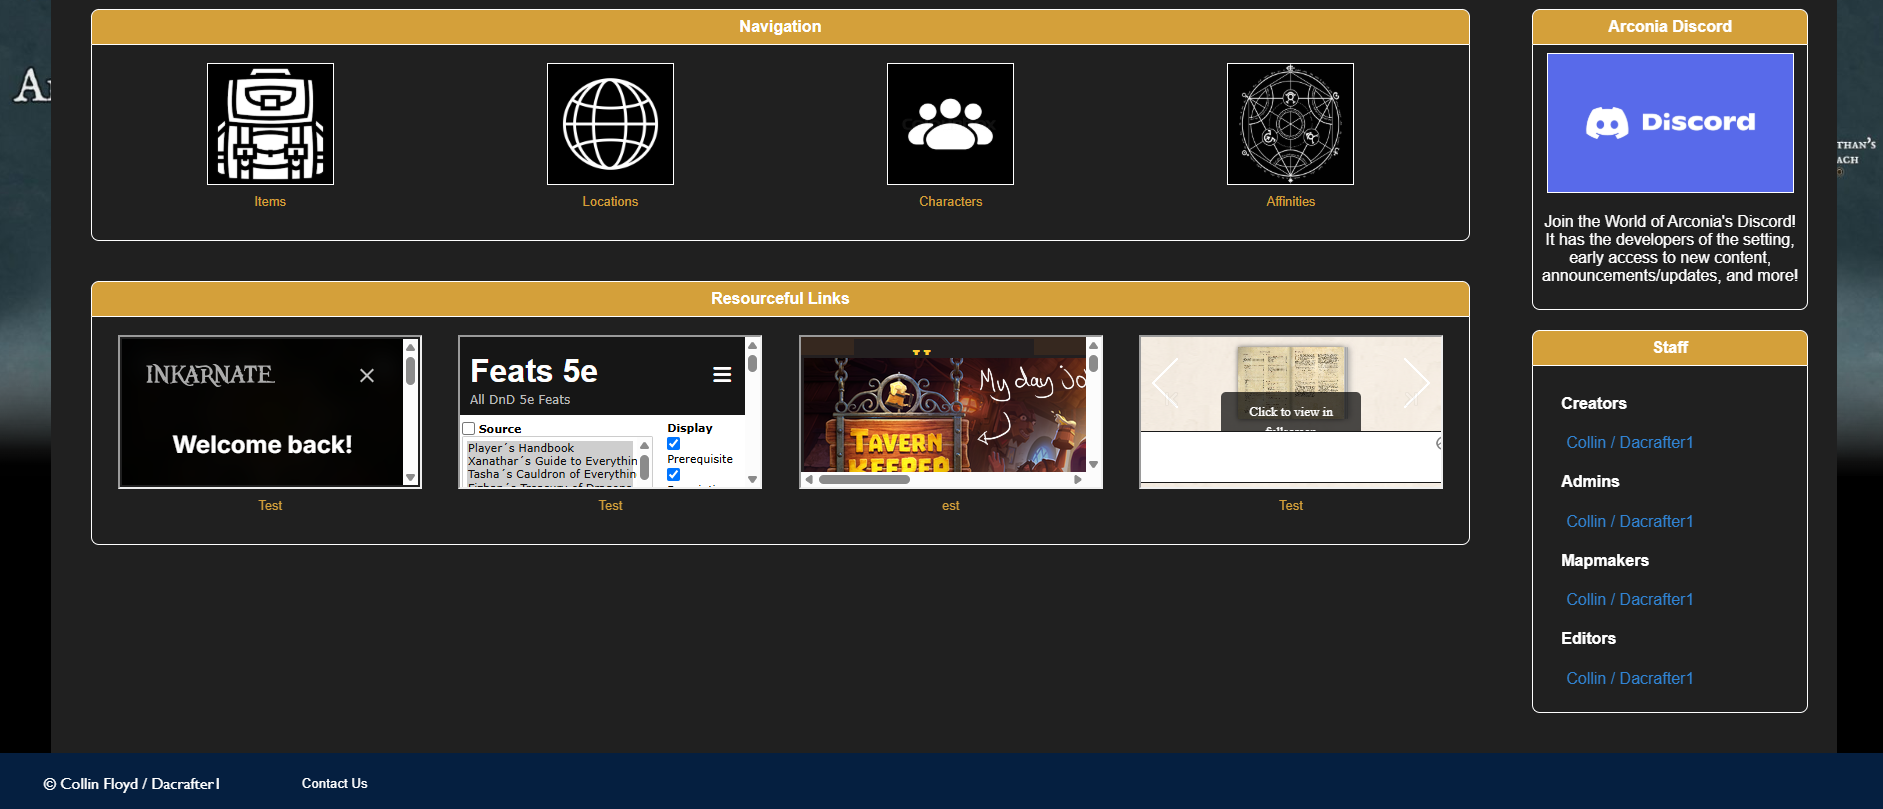 Navigation
Items
Locations
Characters
Affinities
Resourceful Links
INKARNATE
Welcome back!
Test
Feats 5e
All DnD 5e Feats
Source
Player´s Handbook
Xanathar´s Guide to Everythin
Tasha´s Cauldron of Everythin
Display
Prerequisite
Test
My day jo
TAVERN
KEEPER
est
Click to view in
fullscreen
Test
Arconia Discord
Discord
Join the World of Arconia's Discord!
It has the developers of the setting,
early access to new content,
announcements/updates, and more!
Staff
Creators
Collin / Dacrafter1
Admins
Collin / Dacrafter1
Mapmakers
Collin / Dacrafter1
Editors
Collin / Dacrafter1
THAN'S
ACH
© Collin Floyd / Dacrafter1
Contact Us